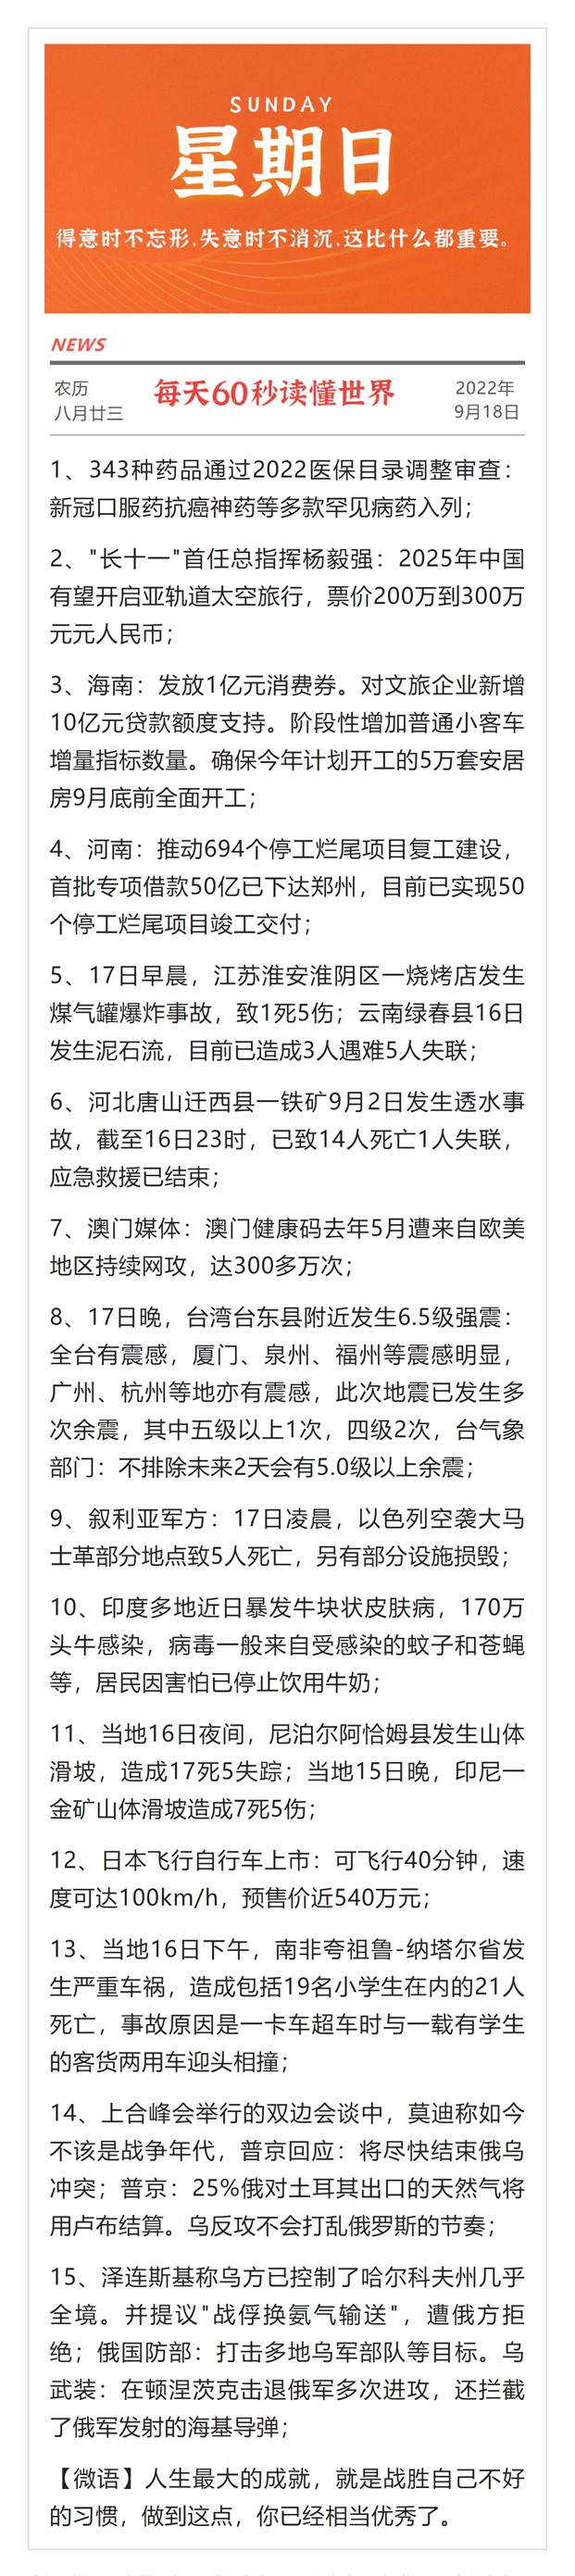 SUNDAY
星期日
得意时不忘形,失意时不消沉,这比什么都重要。
NEWS
农历
八月廿三
每天60秒读懂世界
2022年
9月18日
1、343种药品通过2022医保目录调整审查：
新冠口服药抗癌神药等多款罕见病药入列；
2、"长十一"首任总指挥杨毅强：2025年中国
有望开启亚轨道太空旅行，票价200万到300万
元元人民币；
3、海南：发放1亿元消费券。对文旅企业新增
10亿元贷款额度支持。阶段性增加普通小客车
增量指标数量。确保今年计划开工的5万套安居
房9月底前全面开工；
4、河南：推动694个停工烂尾项目复工建设，
首批专项借款50亿已下达郑州，目前已实现50
个停工烂尾项目竣工交付；
5、17日早晨，江苏淮安淮阴区一烧烤店发生
煤气罐爆炸事故，致1死5伤；云南绿春县16日
发生泥石流，目前已造成3人遇难5人失联；
6、河北唐山迁西县一铁矿9月2日发生透水事
故，截至16日23时，已致14人死亡1人失联，
应急救援已结束；
7、澳门媒体：澳门健康码去年5月遭来自欧美
地区持续网攻，达300多万次；
8、17日晚，台湾台东县附近发生6.5级强震：
全台有震感，厦门、泉州、福州等震感明显，
广州、杭州等地亦有震感，此次地震已发生多
次余震，其中五级以上1次，四级2次，台气象
部门：不排除未来2天会有5.0级以上余震；
9、叙利亚军方：17日凌晨，以色列空袭大马
士革部分地点致5人死亡，另有部分设施损毁；
10、印度多地近日暴发牛块状皮肤病，170万
头牛感染，病毒一般来自受感染的蚊子和苍蝇
等，居民因害怕已停止饮用牛奶；
11、当地16日夜间，尼泊尔阿恰姆县发生山体
滑坡，造成17死5失踪；当地15日晚，印尼一
金矿山体滑坡造成7死5伤；
12、日本飞行自行车上市：可飞行40分钟，速
度可达100km/h，预售价近540万元；
13、当地16日下午，南非夸祖鲁-纳塔尔省发
生严重车祸，造成包括19名小学生在内的21人
死亡，事故原因是一卡车超车时与一载有学生
的客货两用车迎头相撞；
14、上合峰会举行的双边会谈中，莫迪称如今
不该是战争年代，普京回应：将尽快结束俄乌
冲突；普京：25%俄对土耳其出口的天然气将
用卢布结算。乌反攻不会打乱俄罗斯的节奏；
15、泽连斯基称乌方已控制了哈尔科夫州几乎
全境。并提议"战俘换氨气输送"，遭俄方拒
绝；俄国防部：打击多地乌军部队等目标。乌
武装：在顿涅茨克击退俄军多次进攻，还拦截
了俄军发射的海基导弹；
【微语】人生最大的成就，就是战胜自己不好
的习惯，做到这点，你已经相当优秀了。